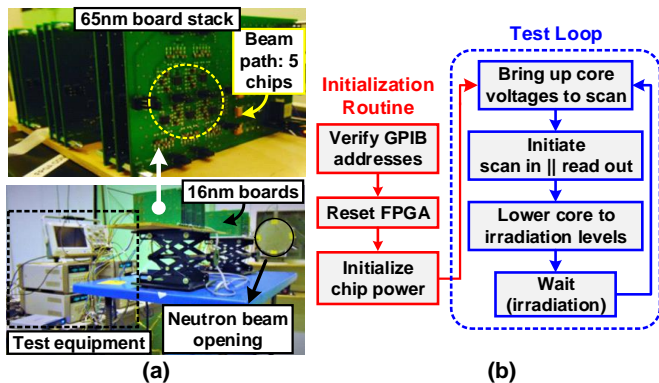 65nm board stack
Beam
path: 5
chips
16nm boards
Neutron beam
opening
Test equipment
(a)
Initialization
Routine
Verify GPIB
addresses
Reset FPGA
Initialize
chip power
Test Loop
Bring up core
voltages to scan
Initiate
scan in || read out
Lower core to
irradiation levels
Wait
(irradiation)
(b)